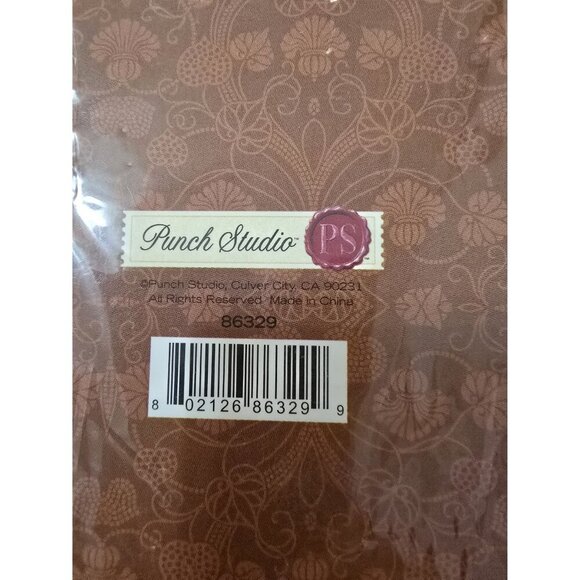 Punch Studio™ PS™
©Punch Studio, Culver City, CA 90231
All Rights Reserved Made in China
86329
8 02126 86329 9